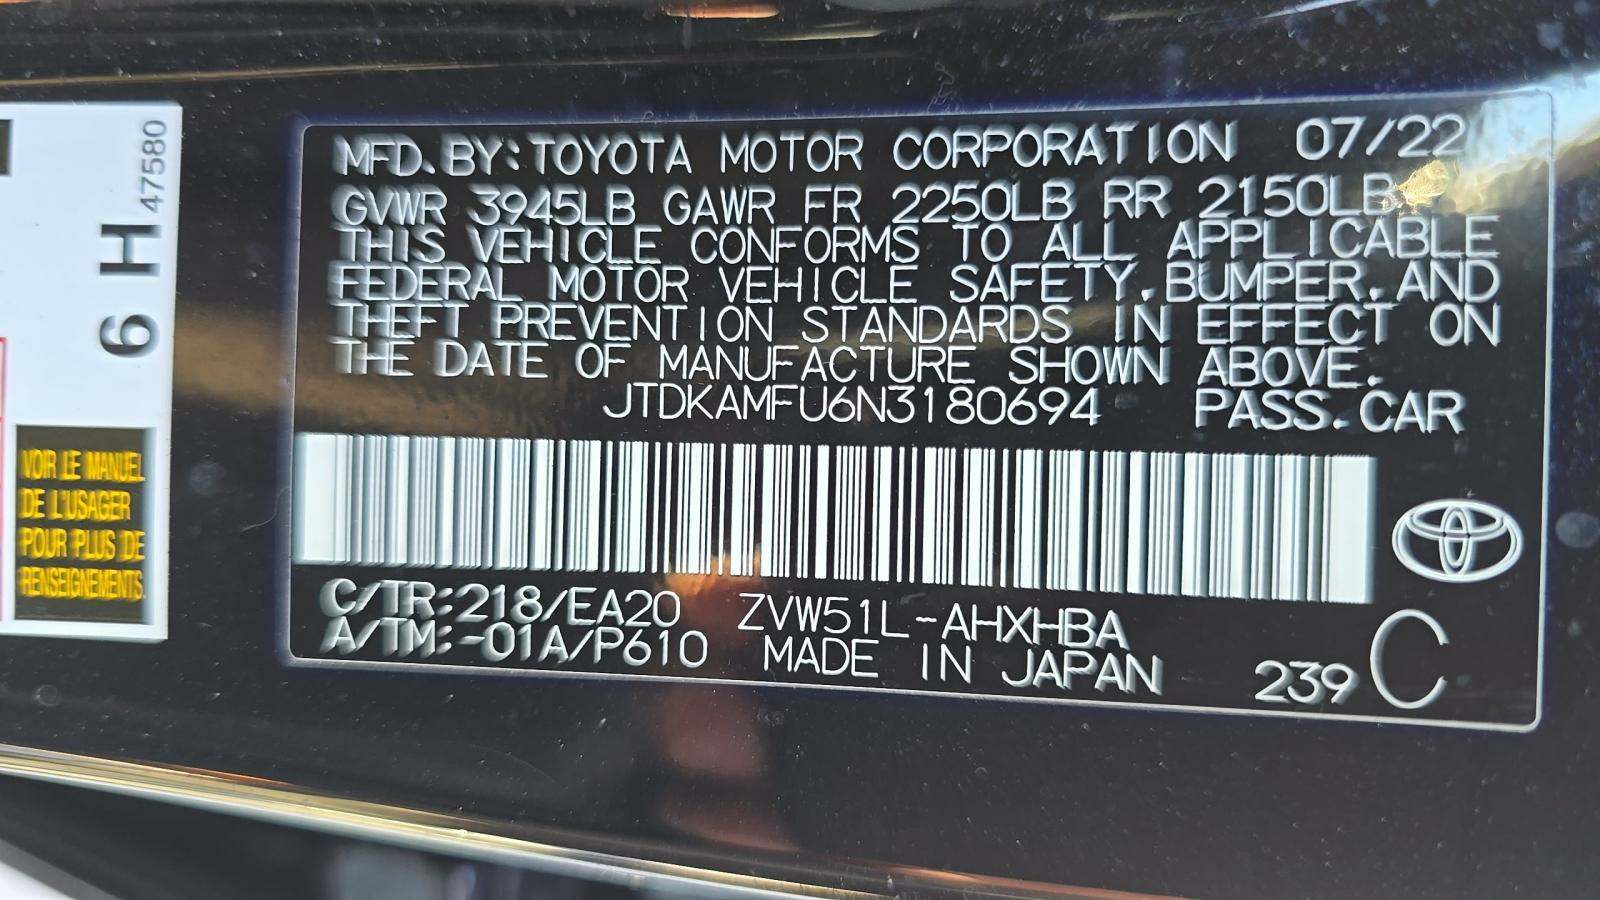 MFD. BY: TOYOTA MOTOR CORPORATION 07/22
GVWR 3945LB GAWR FR 2250LB RR 2150LB
THIS VEHICLE CONFORMS TO ALL APPLICABLE
FEDERAL MOTOR VEHICLE SAFETY, BUMPER, AND
THEFT PREVENTION STANDARDS IN EFFECT ON
THE DATE OF MANUFACTURE SHOWN ABOVE.
JTDKAMFU6N3180694 PASS. CAR
C/TR: 218/EA20 ZVW51L-AHXHBA
A/TM: -01A/P610 MADE IN JAPAN 239 C
6 H 47580
VOIR LE MANUEL
DE L'USAGER
POUR PLUS DE
RENSEIGNEMENTS.